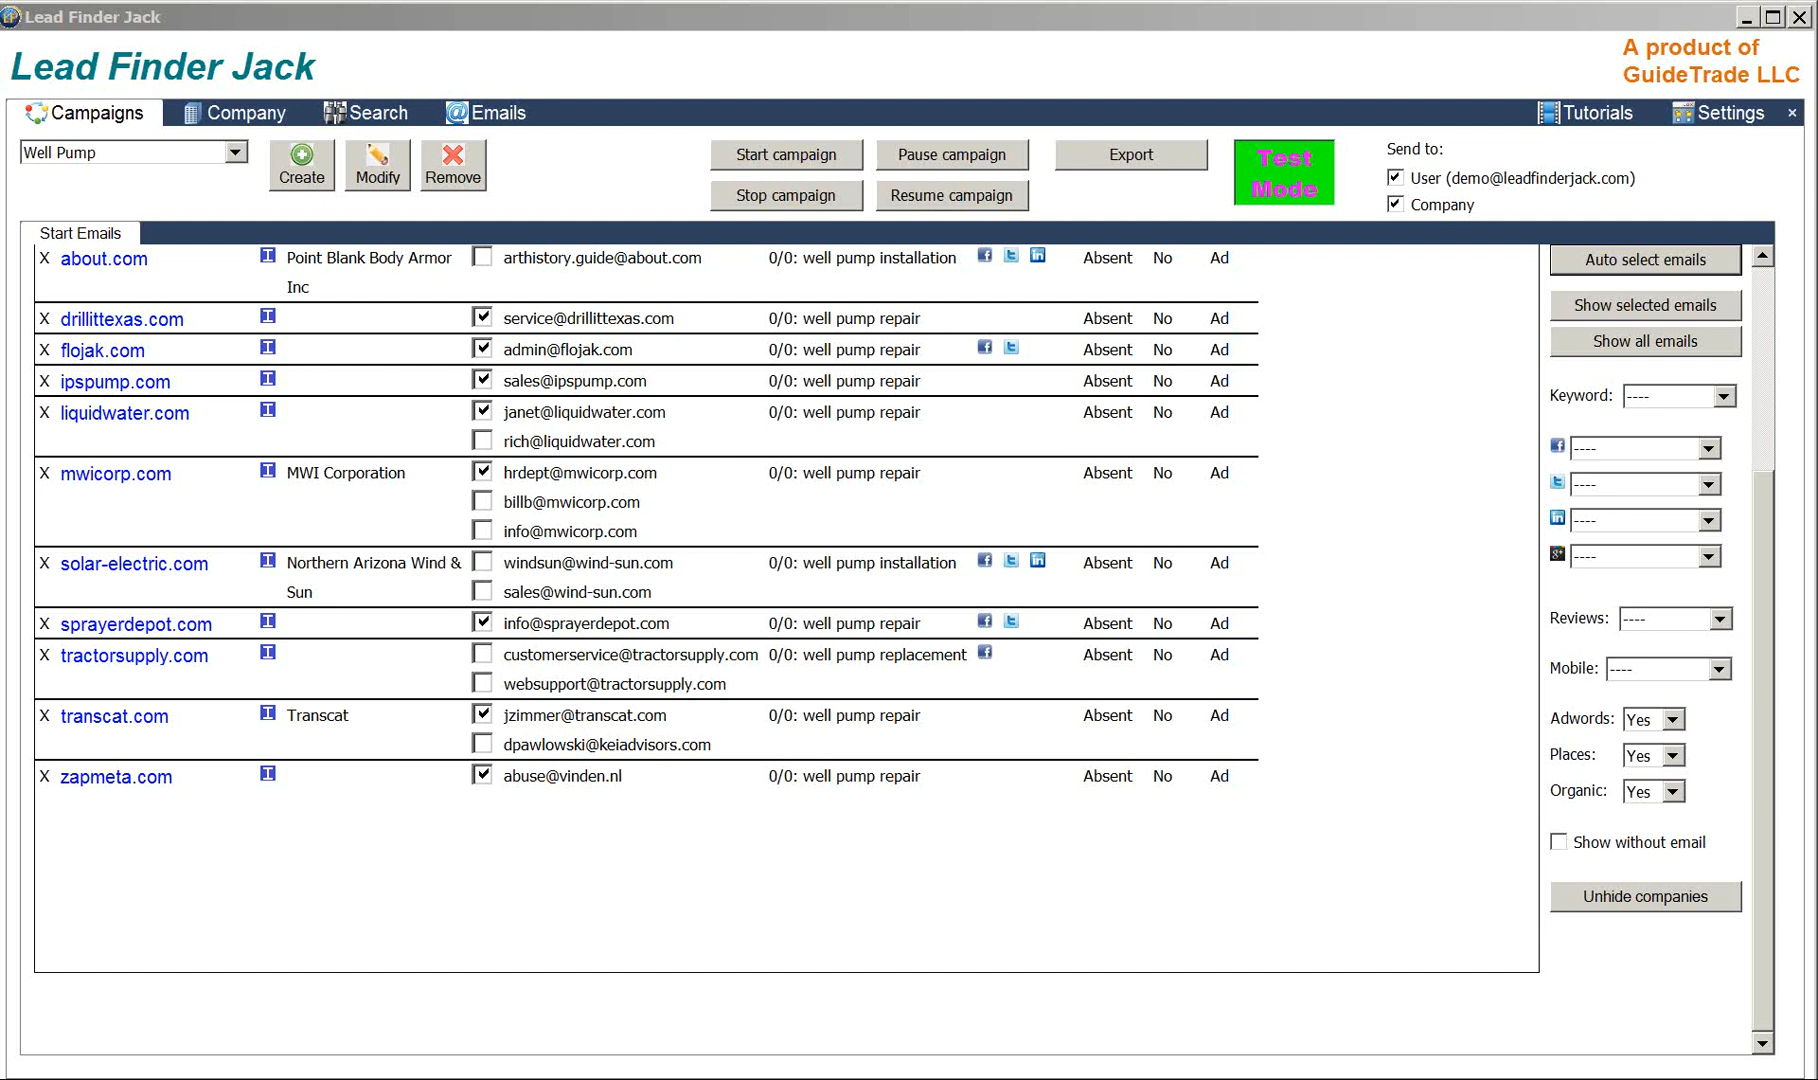 Lead Finder Jack
Lead Finder Jack
A product of
GuideTrade LLC
Campaigns Company Search Emails Tutorials Settings ×
Well Pump
Create Modify Remove
Start campaign Pause campaign Export
Stop campaign Resume campaign
Test
Mode
Send to:
User (demo@leadfinderjack.com)
Company
Start Emails
X about.com I Point Blank Body Armor arthistory.guide@about.com 0/0: well pump installation f t in Absent No Ad
Inc
X drillittexas.com I service@drillittexas.com 0/0: well pump repair Absent No Ad
X flojak.com I admin@flojak.com 0/0: well pump repair f t Absent No Ad
X ipspump.com I sales@ipspump.com 0/0: well pump repair Absent No Ad
X liquidwater.com I janet@liquidwater.com 0/0: well pump repair Absent No Ad
rich@liquidwater.com
X mwicorp.com I MWI Corporation hrdept@mwicorp.com 0/0: well pump repair Absent No Ad
billb@mwicorp.com
info@mwicorp.com
X solar-electric.com I Northern Arizona Wind & windsun@wind-sun.com 0/0: well pump installation f t in Absent No Ad
Sun sales@wind-sun.com
X sprayerdepot.com I info@sprayerdepot.com 0/0: well pump repair f t Absent No Ad
X tractorsupply.com I customerservice@tractorsupply.com 0/0: well pump replacement f Absent No Ad
websupport@tractorsupply.com
X transcat.com I Transcat jzimmer@transcat.com 0/0: well pump repair Absent No Ad
dpawlowski@keiadvisors.com
X zapmeta.com I abuse@vinden.nl 0/0: well pump repair Absent No Ad
Auto select emails
Show selected emails
Show all emails
Keyword: ----
f ----
t ----
in ----
g+ ----
Reviews: ----
Mobile: ----
Adwords: Yes
Places: Yes
Organic: Yes
Show without email
Unhide companies